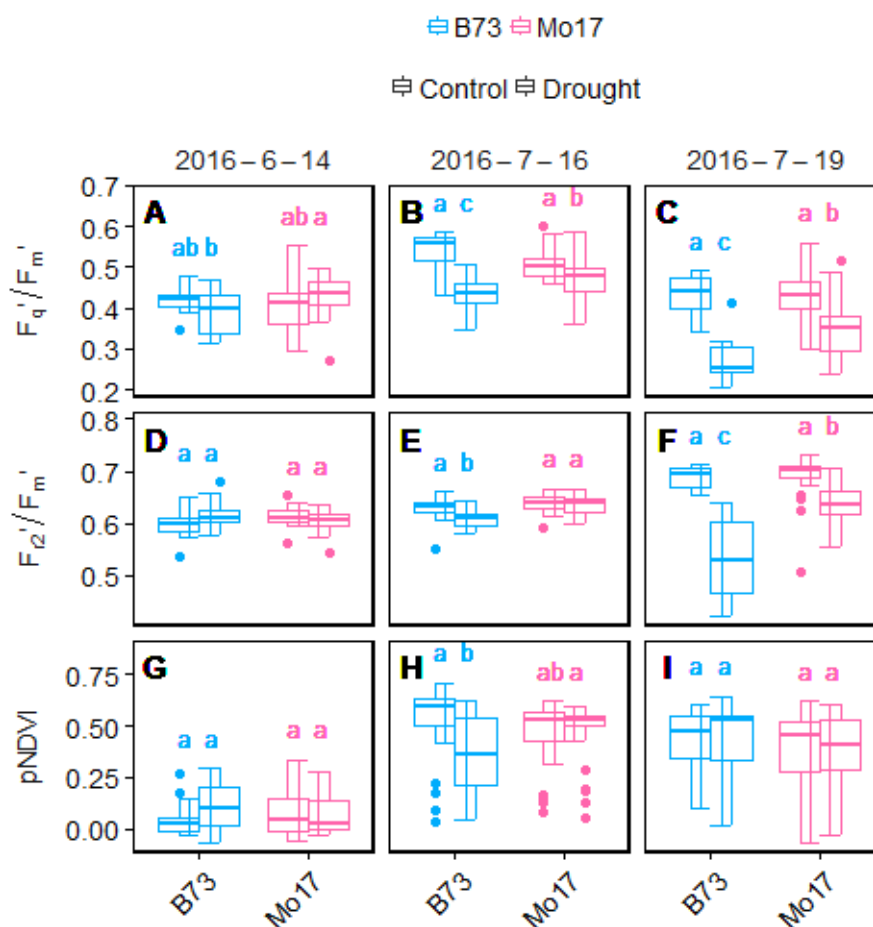 B73 Mo17
Control Drought
2016 – 6 – 14 2016 – 7 – 16 2016 – 7 – 19
Fq'/Fm'
0.7
0.6
0.5
0.4
0.3
0.2
A ab b ab a
B a c a b
C a c a b
Fr2'/Fm'
0.8
0.7
0.6
0.5
D a a a a
E a b a a
F a c a b
pNDVI
0.75
0.50
0.25
0.00
G a a a a
H a b ab a
I a a a a
B73 Mo17 B73 Mo17 B73 Mo17